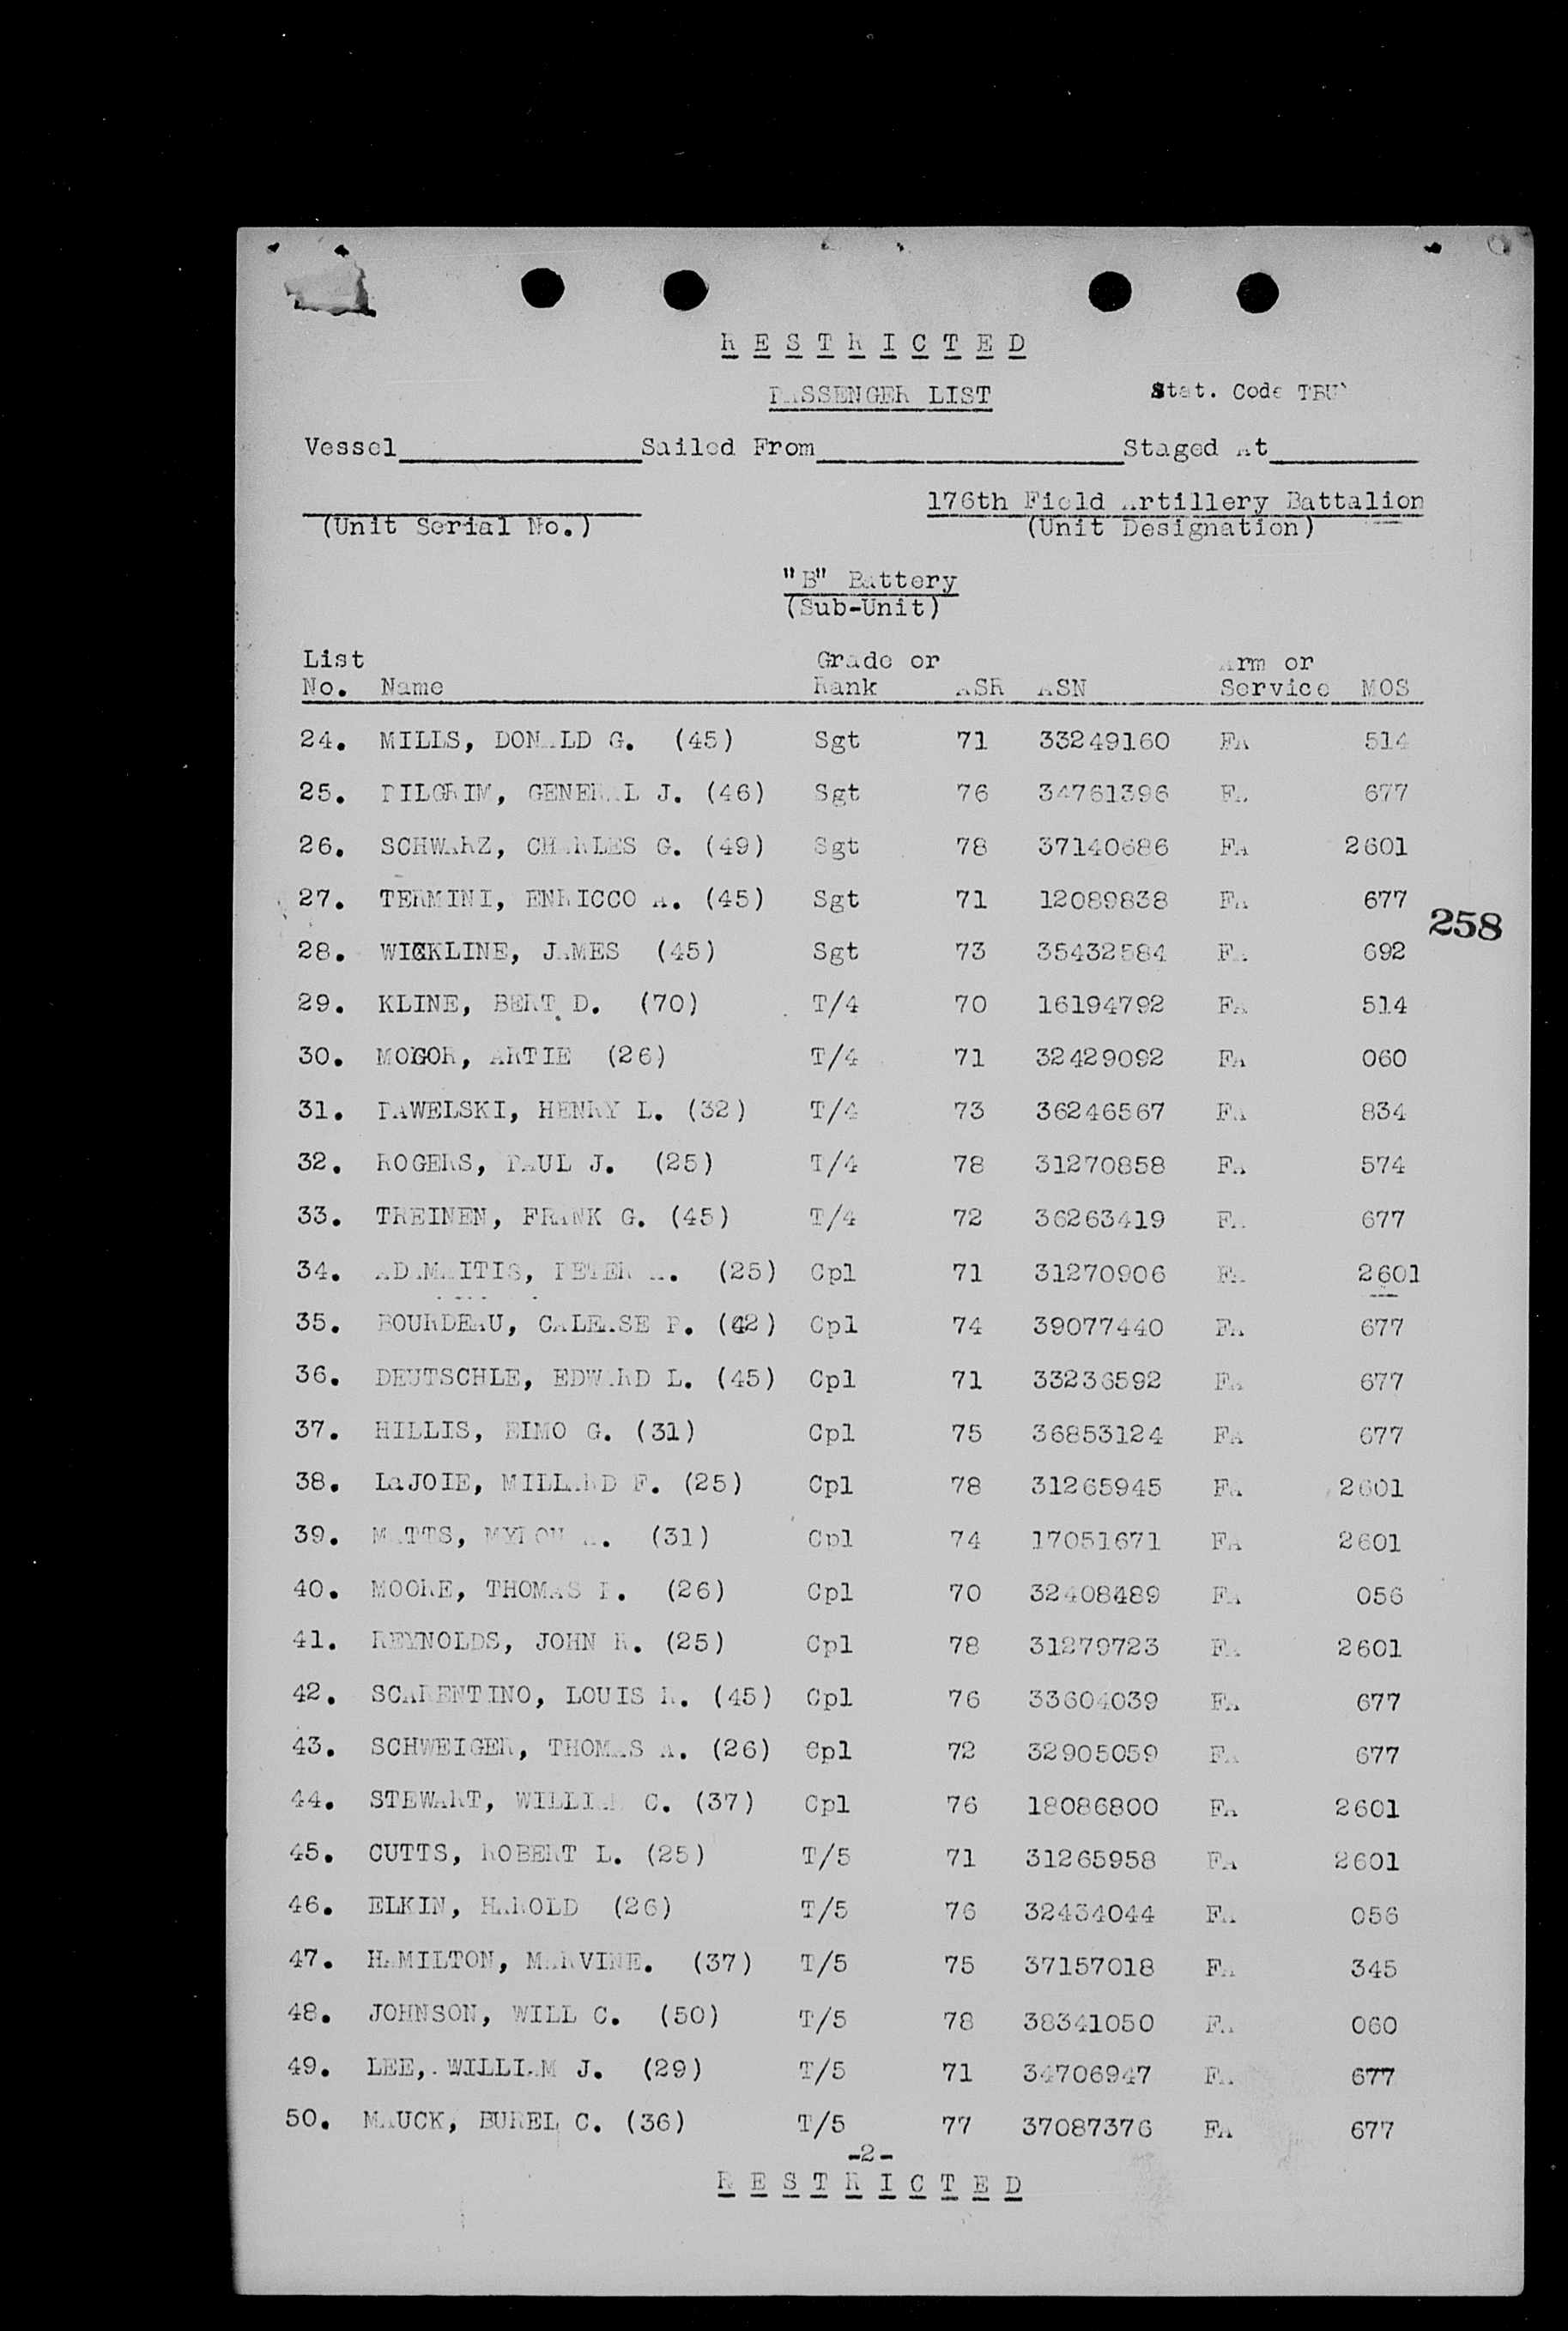 R E S T R I C T E D
PASSENGER LIST Stat. Code
Vessel Sailed From Staged At
176th Field Artillery Battalion
(Unit Serial No.) (Unit Designation)
"B" Battery
(Sub-Unit)
List Grade or Arm or
No. Name Rank ASR ASN Service MOS
24. MILLS, DONALD G. (45) Sgt 71 33249160 FA 514
25. PILGRIM, GENERAL J. (46) Sgt 76 34761396 FA 677
26. SCHWARZ, CHARLES G. (49) Sgt 78 37140686 FA 2601
27. TERMINI, ENRICCO A. (45) Sgt 71 12089838 FA 677
258
28. WICKLINE, JAMES (45) Sgt 73 35432584 FA 692
29. KLINE, BERT D. (70) T/4 70 16194792 FA 514
30. MOGOR, ARTIE (26) T/4 71 32429092 FA 060
31. PAWELSKI, HENRY L. (32) T/4 73 36246567 FA 834
32. ROGERS, PAUL J. (25) T/4 78 31270858 FA 574
33. TREINEN, FRANK G. (45) T/4 72 36263419 FA 677
34. ADAMAITIS, PETER A. (25) Cpl 71 31270906 FA 2601
35. BOURDEAU, CALEASE P. (42) Cpl 74 39077440 FA 677
36. DEUTSCHLE, EDWARD L. (45) Cpl 71 33236592 FA 677
37. HILLIS, EIMO G. (31) Cpl 75 36853124 FA 677
38. LaJOIE, MILLARD F. (25) Cpl 78 31265945 FA 2601
39. MATTS, MYRON A. (31) Cpl 74 17051671 FA 2601
40. MOORE, THOMAS P. (26) Cpl 70 32408489 FA 056
41. REYNOLDS, JOHN R. (25) Cpl 78 31279723 FA 2601
42. SCARENTINO, LOUIS R. (45) Cpl 76 33604039 FA 677
43. SCHWEIGER, THOMAS A. (26) Cpl 72 32905059 FA 677
44. STEWART, WILLIAM C. (37) Cpl 76 18086800 FA 2601
45. CUTTS, ROBERT L. (25) T/5 71 31265958 FA 2601
46. ELKIN, HAROLD (26) T/5 76 32434044 FA 056
47. HAMILTON, MARVINE. (37) T/5 75 37157018 FA 345
48. JOHNSON, WILL C. (50) T/5 78 38341050 FA 060
49. LEE, WILLIAM J. (29) T/5 71 34706947 FA 677
50. MAUCK, BUREL C. (36) T/5 77 37087376 FA 677
-2-
R E S T R I C T E D